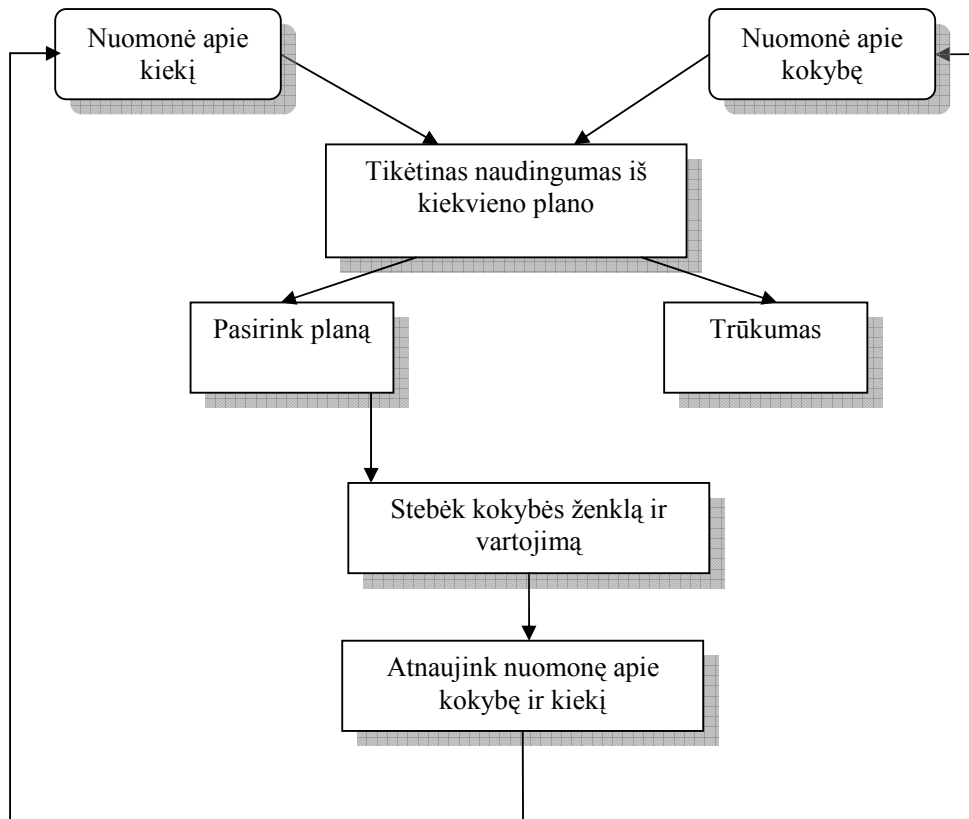 Nuomonė apie
kiekį
Nuomonė apie
kokybę
Tikėtinas naudingumas iš
kiekvieno plano
Pasirink planą
Trūkumas
Stebėk kokybės ženklą ir
vartojimą
Atnaujink nuomonę apie
kokybę ir kiekį